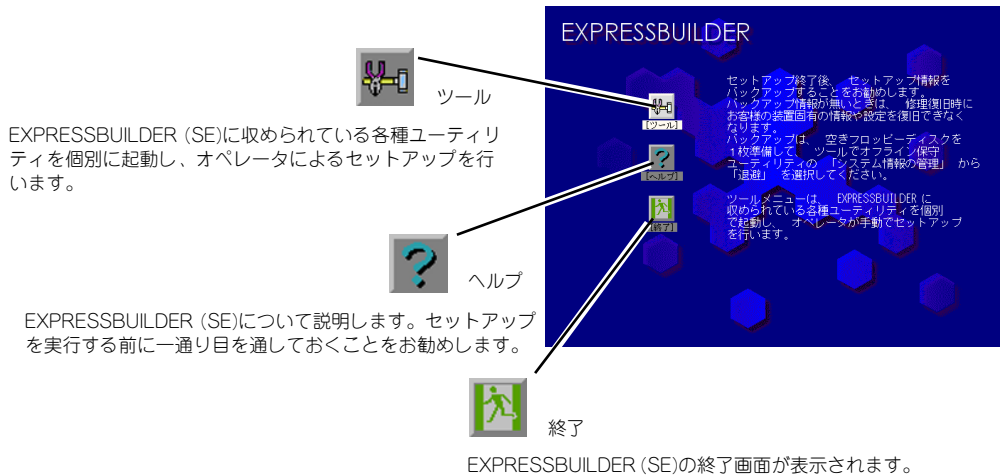 EXPRESSBUILDER
セットアップ終了後、 セットアップ情報を
バックアップすることをお勧めします。
バックアップ情報が無いときは、 修理復旧時に
お客様の装置固有の情報や設定を復旧できなく
なります。
バックアップは、 空きフロッピーディスクを
1枚準備して、 ツールでオフライン保守
ユーティリティの 「システム情報の管理」 から
「退避」 を選択してください。
ツールメニューは、 EXPRESSBUILDER に
収められている各種ユーティリティを個別
で起動し、 オペレータが手動でセットアップ
を行います。
[ツール]
[ヘルプ]
[終了]
ツール
EXPRESSBUILDER (SE)に収められている各種ユーティリ
ティを個別に起動し、オペレータによるセットアップを行
います。
ヘルプ
EXPRESSBUILDER (SE)について説明します。セットアップ
を実行する前に一通り目を通しておくことをお勧めします。
終了
EXPRESSBUILDER (SE)の終了画面が表示されます。